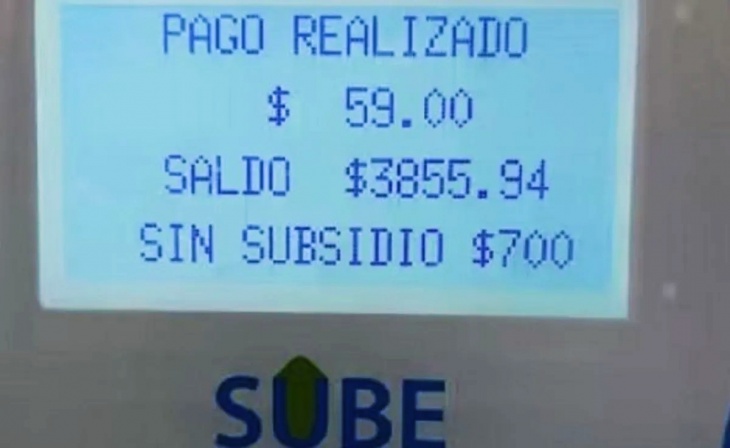 PAGO REALIZADO
$ 59.00
SALDO $3855.94
SIN SUBSIDIO $700
SUBE